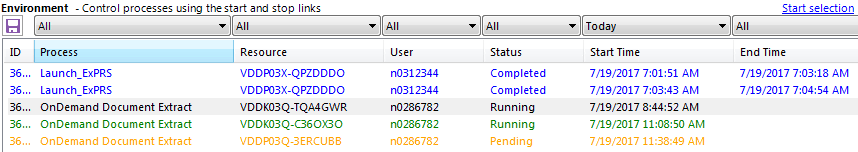 Environment - Control processes using the start and stop links Start selection
All All All All Today All
ID Process Resource User Status Start Time End Time
36... Launch_ExPRS VDDP03X-QPZDDDO n0312344 Completed 7/19/2017 7:01:51 AM 7/19/2017 7:03:18 AM
36... Launch_ExPRS VDDP03X-QPZDDDO n0312344 Completed 7/19/2017 7:03:43 AM 7/19/2017 7:04:54 AM
36... OnDemand Document Extract VDDK03Q-TQA4GWR n0286782 Running 7/19/2017 8:44:52 AM
36... OnDemand Document Extract VDDK03Q-C36OX3O n0286782 Running 7/19/2017 11:08:50 AM
36... OnDemand Document Extract VDDP03Q-3ERCUBB n0286782 Pending 7/19/2017 11:38:49 AM